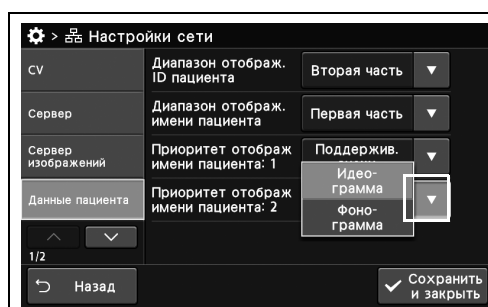 > Настройки сети
CV
Диапазон отображ.
ID пациента
Вторая часть
Сервер
Диапазон отображ.
имени пациента
Первая часть
Сервер
изображений
Приоритет отображ
имени пациента: 1
Поддержив.
Идео-
грамма
Данные пациента
Приоритет отображ
имени пациента: 2
Фоно-
грамма
1/2
Назад
Сохранить
и закрыть